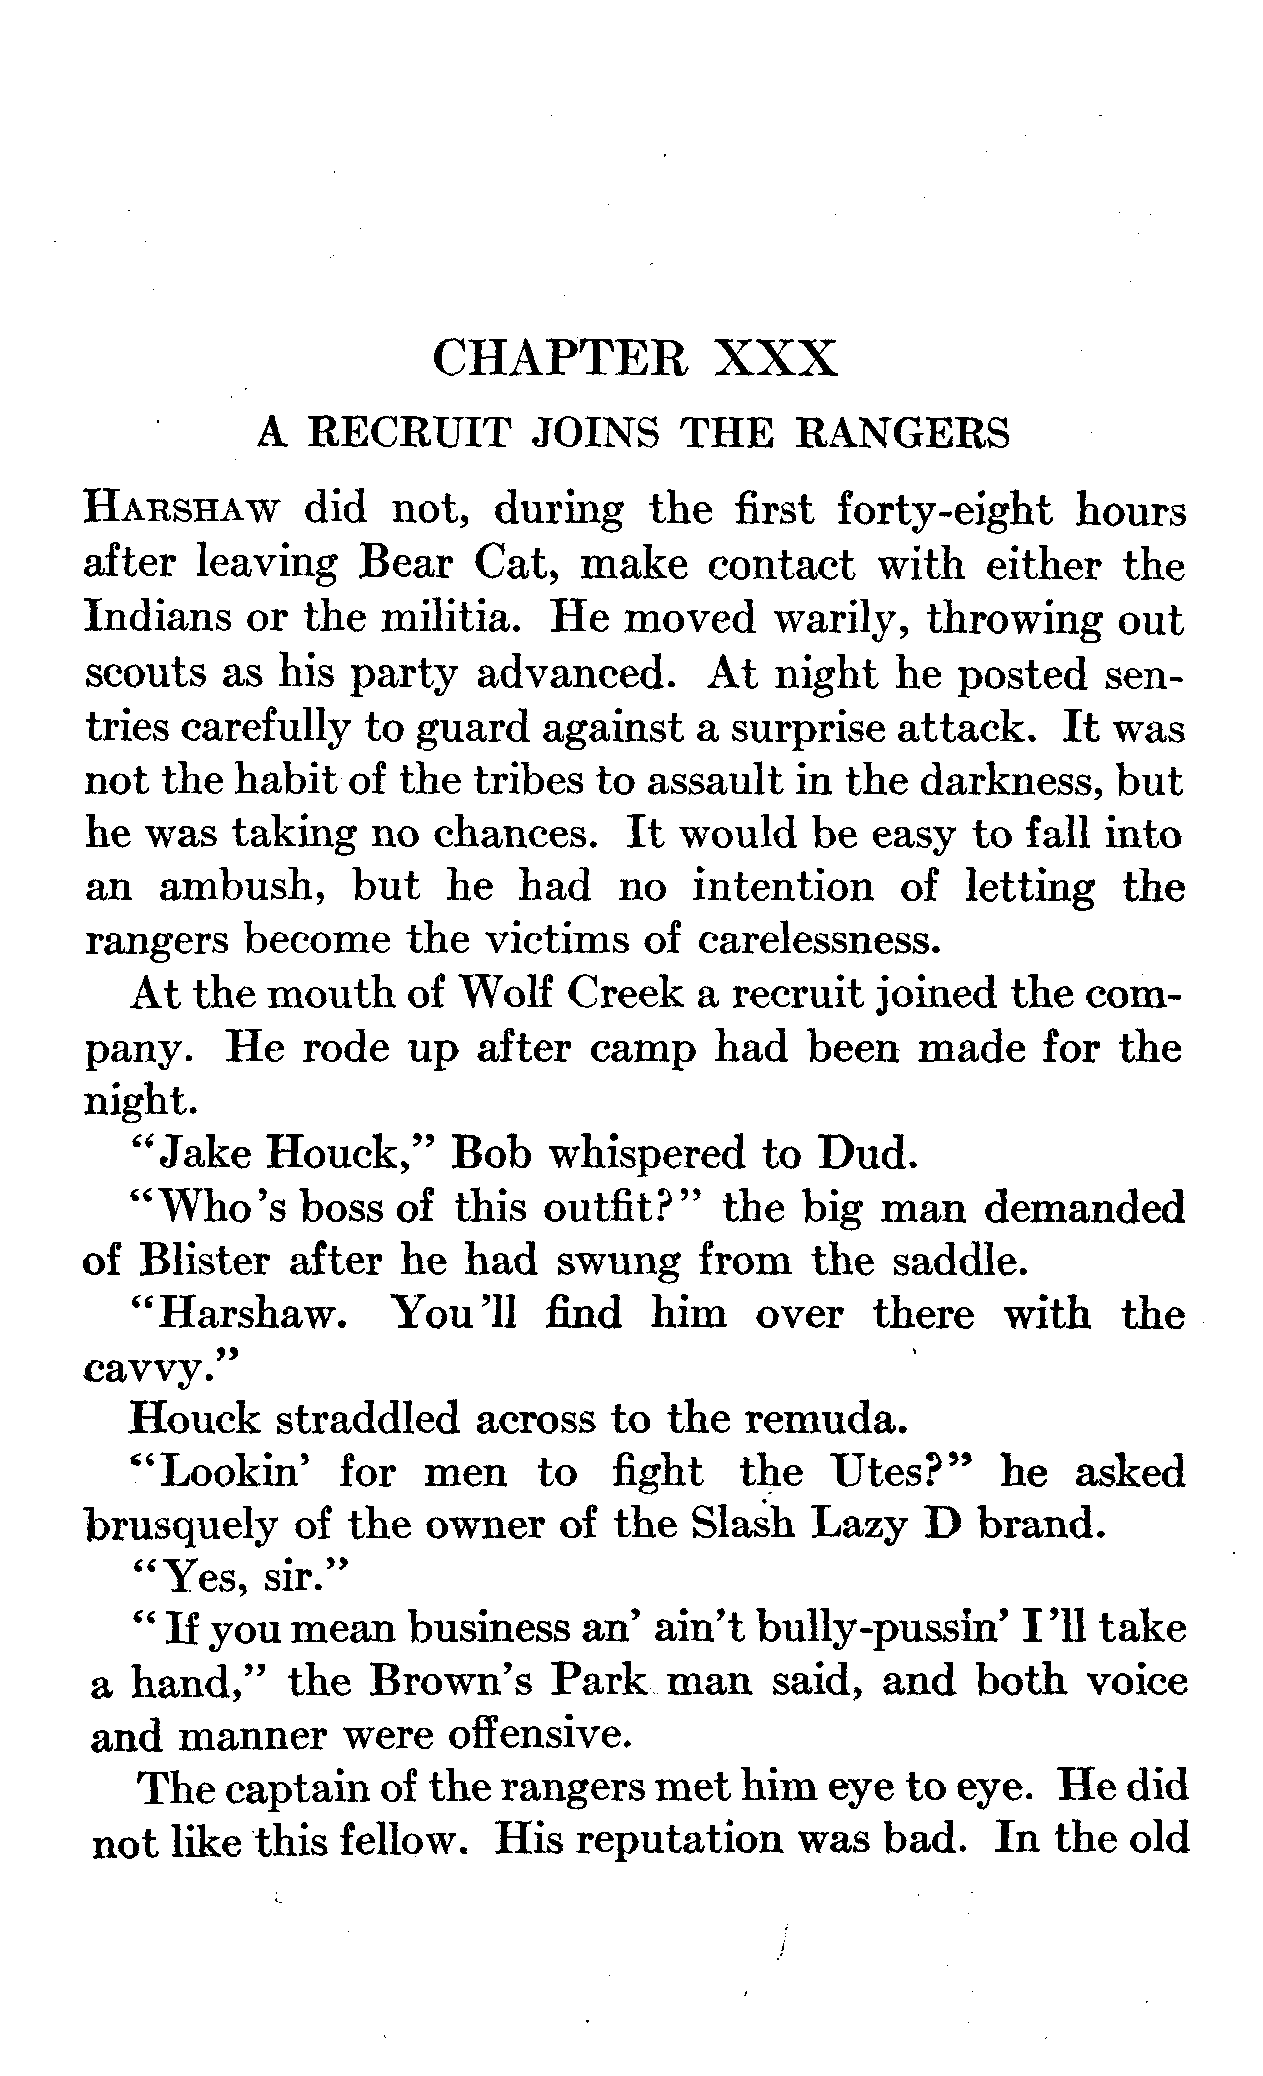 CHAPTER XXX
A RECRUIT JOINS THE RANGERS
HARSHAW did not, during the first forty-eight hours
after leaving Bear Cat, make contact with either the
Indians or the militia. He moved warily, throwing out
scouts as his party advanced. At night he posted sen-
tries carefully to guard against a surprise attack. It was
not the habit of the tribes to assault in the darkness, but
he was taking no chances. It would be easy to fall into
an ambush, but he had no intention of letting the
rangers become the victims of carelessness.
At the mouth of Wolf Creek a recruit joined the com-
pany. He rode up after camp had been made for the
night.
“Jake Houck,” Bob whispered to Dud.
“Who’s boss of this outfit?” the big man demanded
of Blister after he had swung from the saddle.
“Harshaw. You’ll find him over there with the
cavvy.”
Houck straddled across to the remuda.
“Lookin’ for men to fight the Utes?” he asked
brusquely of the owner of the Slash Lazy D brand.
“Yes, sir.”
“If you mean business an’ ain’t bully-pussin’ I’ll take
a hand,” the Brown’s Park man said, and both voice
and manner were offensive.
The captain of the rangers met him eye to eye. He did
not like this fellow. His reputation was bad. In the old